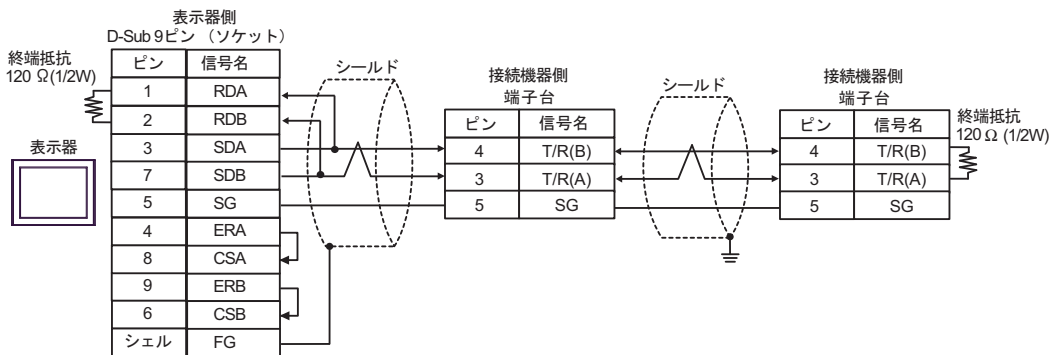 表示器側
D-Sub 9ピン (ソケット)
終端抵抗
120 Ω(1/2W)
ピン 信号名
1 RDA
2 RDB
3 SDA
7 SDB
5 SG
4 ERA
8 CSA
9 ERB
6 CSB
シェル FG
表示器
シールド
接続機器側
端子台
ピン 信号名
4 T/R(B)
3 T/R(A)
5 SG
シールド
接続機器側
端子台
ピン 信号名
4 T/R(B)
3 T/R(A)
5 SG
終端抵抗
120 Ω (1/2W)